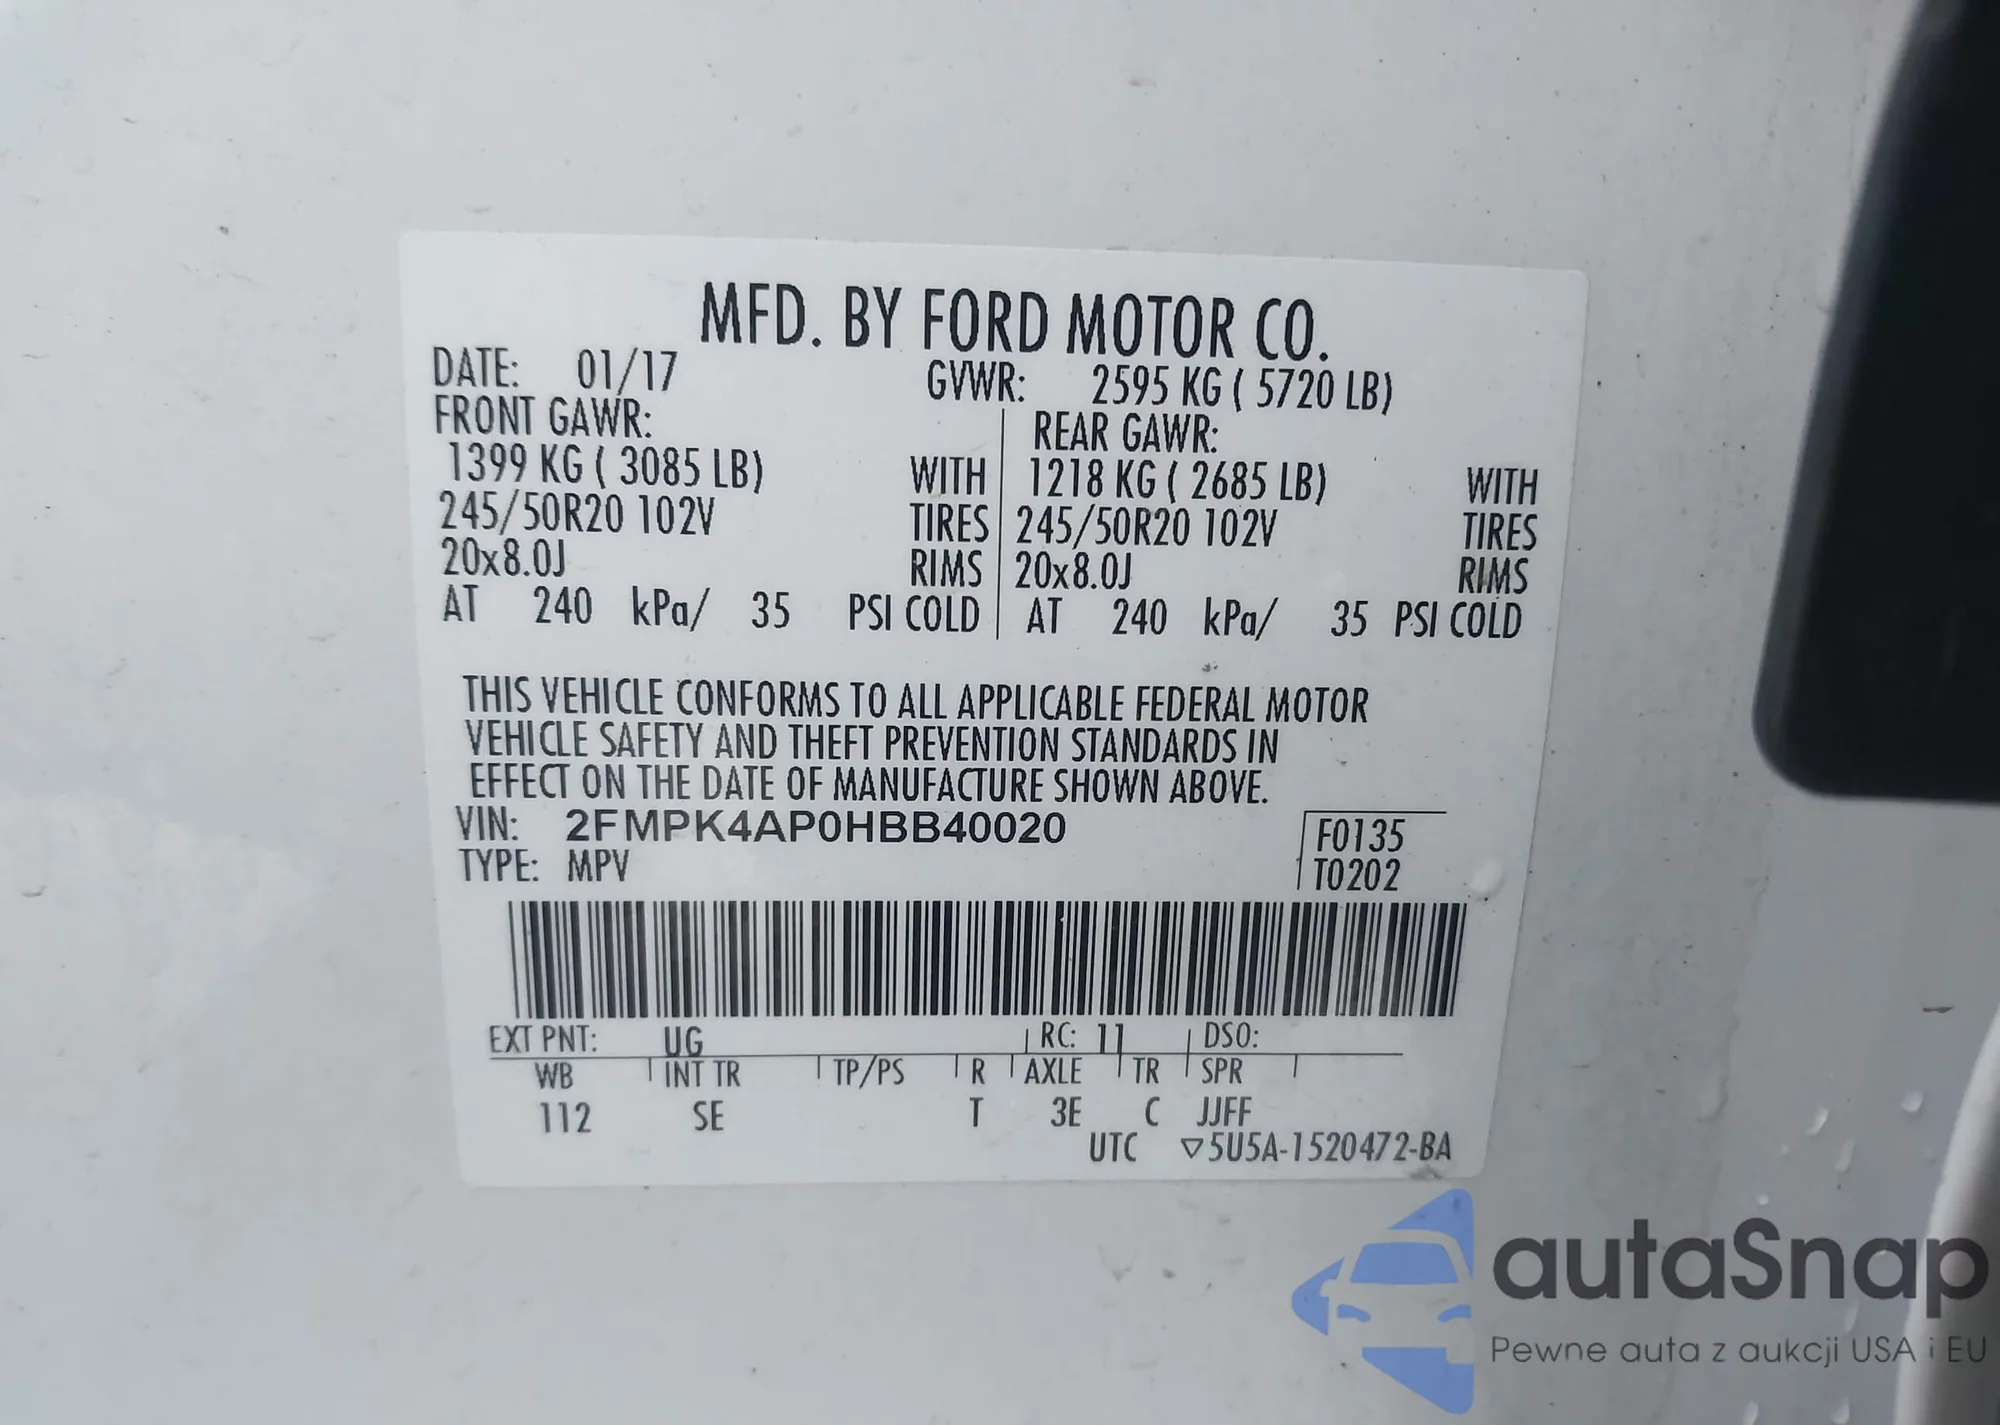 MFD. BY FORD MOTOR CO.
DATE: 01/17 GVWR: 2595 KG ( 5720 LB)
FRONT GAWR: REAR GAWR:
1399 KG ( 3085 LB) WITH 1218 KG ( 2685 LB) WITH
245/50R20 102V TIRES 245/50R20 102V TIRES
20x8.0J RIMS 20x8.0J RIMS
AT 240 kPa/ 35 PSI COLD AT 240 kPa/ 35 PSI COLD
THIS VEHICLE CONFORMS TO ALL APPLICABLE FEDERAL MOTOR
VEHICLE SAFETY AND THEFT PREVENTION STANDARDS IN
EFFECT ON THE DATE OF MANUFACTURE SHOWN ABOVE.
VIN: 2FMPK4AP0HBB40020 F0135
TYPE: MPV T0202
EXT PNT: UG RC: 11 DSO:
WB INT TR TP/PS R AXLE TR SPR
112 SE T 3E C JJFF
UTC ▽5U5A-1520472-BA
autaSnap
Pewne auta z aukcji USA i EU